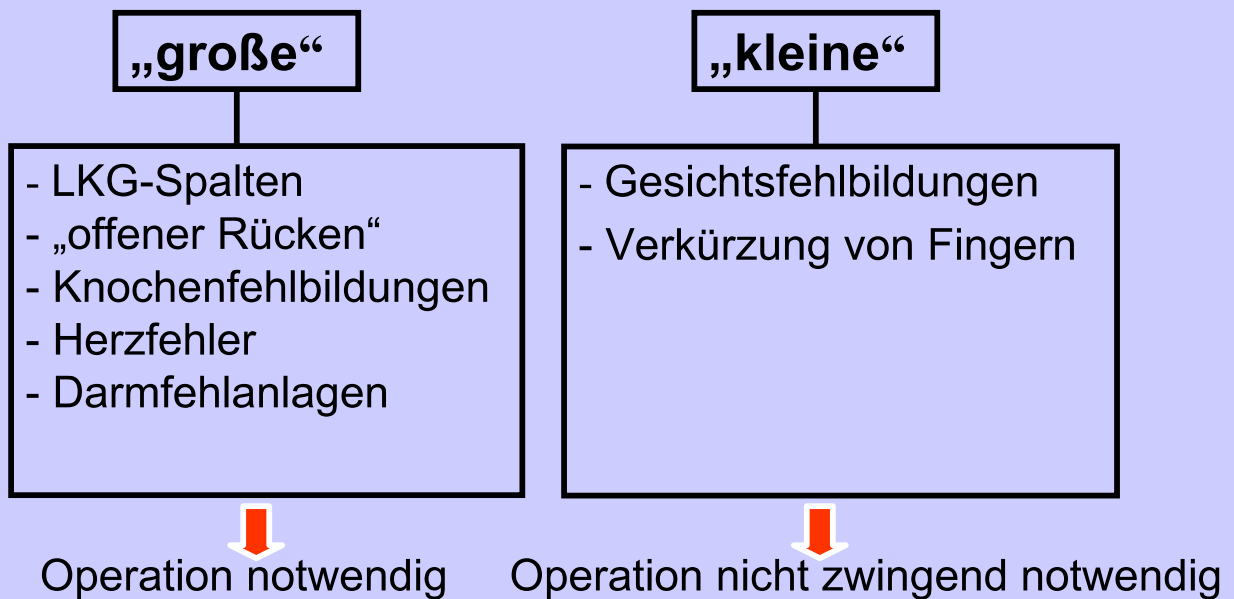 „große“
- LKG-Spalten
- „offener Rücken“
- Knochenfehlbildungen
- Herzfehler
- Darmfehlanlagen
Operation notwendig
„kleine“
- Gesichtsfehlbildungen
- Verkürzung von Fingern
Operation nicht zwingend notwendig